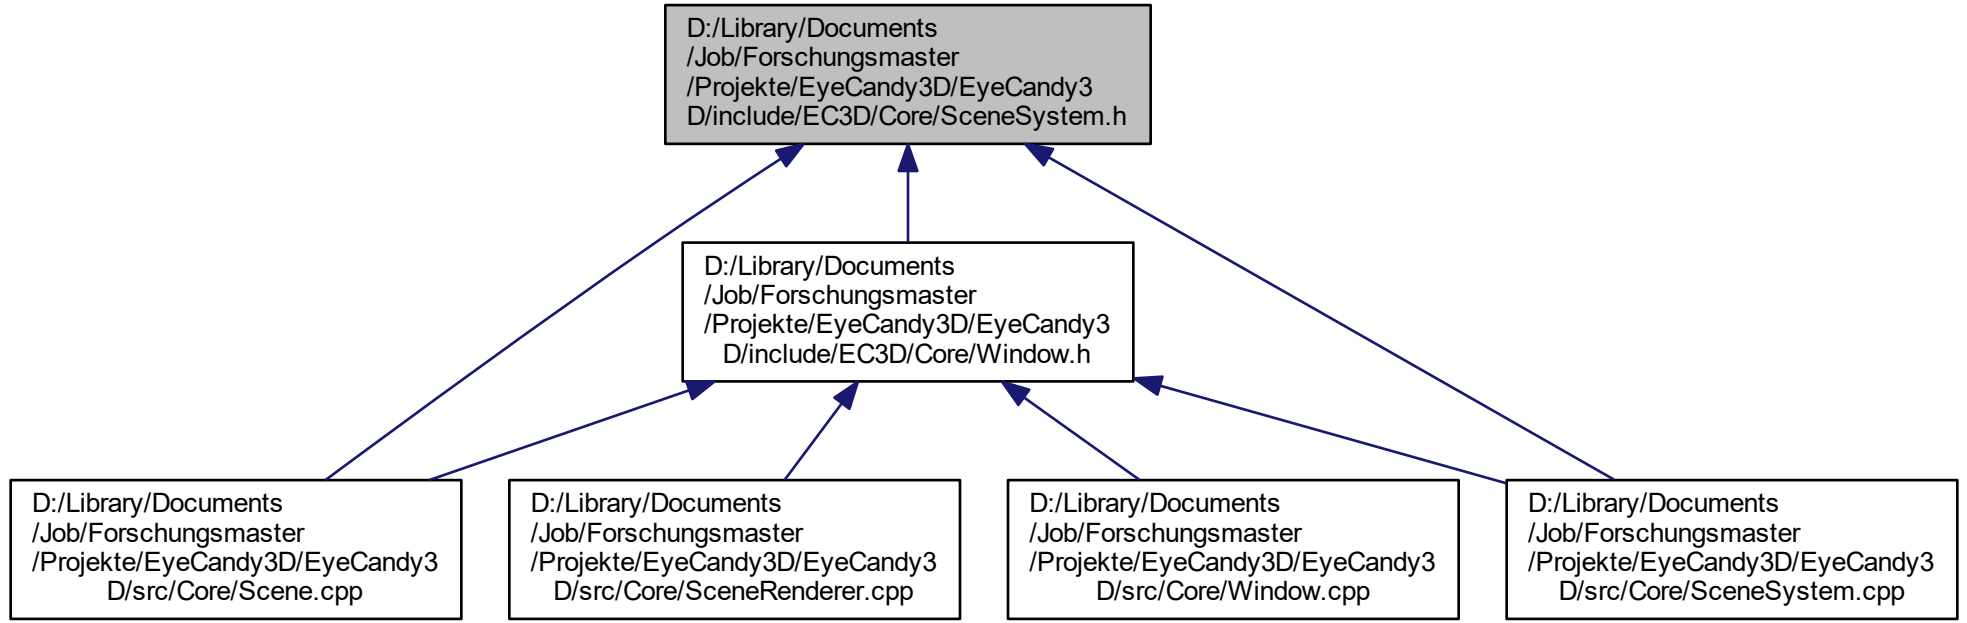 D:/Library/Documents
/Job/Forschungsmaster
/Projekte/EyeCandy3D/EyeCandy3
D/include/EC3D/Core/SceneSystem.h
D:/Library/Documents
/Job/Forschungsmaster
/Projekte/EyeCandy3D/EyeCandy3
D/include/EC3D/Core/Window.h
D:/Library/Documents
/Job/Forschungsmaster
/Projekte/EyeCandy3D/EyeCandy3
D/src/Core/Scene.cpp
D:/Library/Documents
/Job/Forschungsmaster
/Projekte/EyeCandy3D/EyeCandy3
D/src/Core/SceneRenderer.cpp
D:/Library/Documents
/Job/Forschungsmaster
/Projekte/EyeCandy3D/EyeCandy3
D/src/Core/Window.cpp
D:/Library/Documents
/Job/Forschungsmaster
/Projekte/EyeCandy3D/EyeCandy3
D/src/Core/SceneSystem.cpp